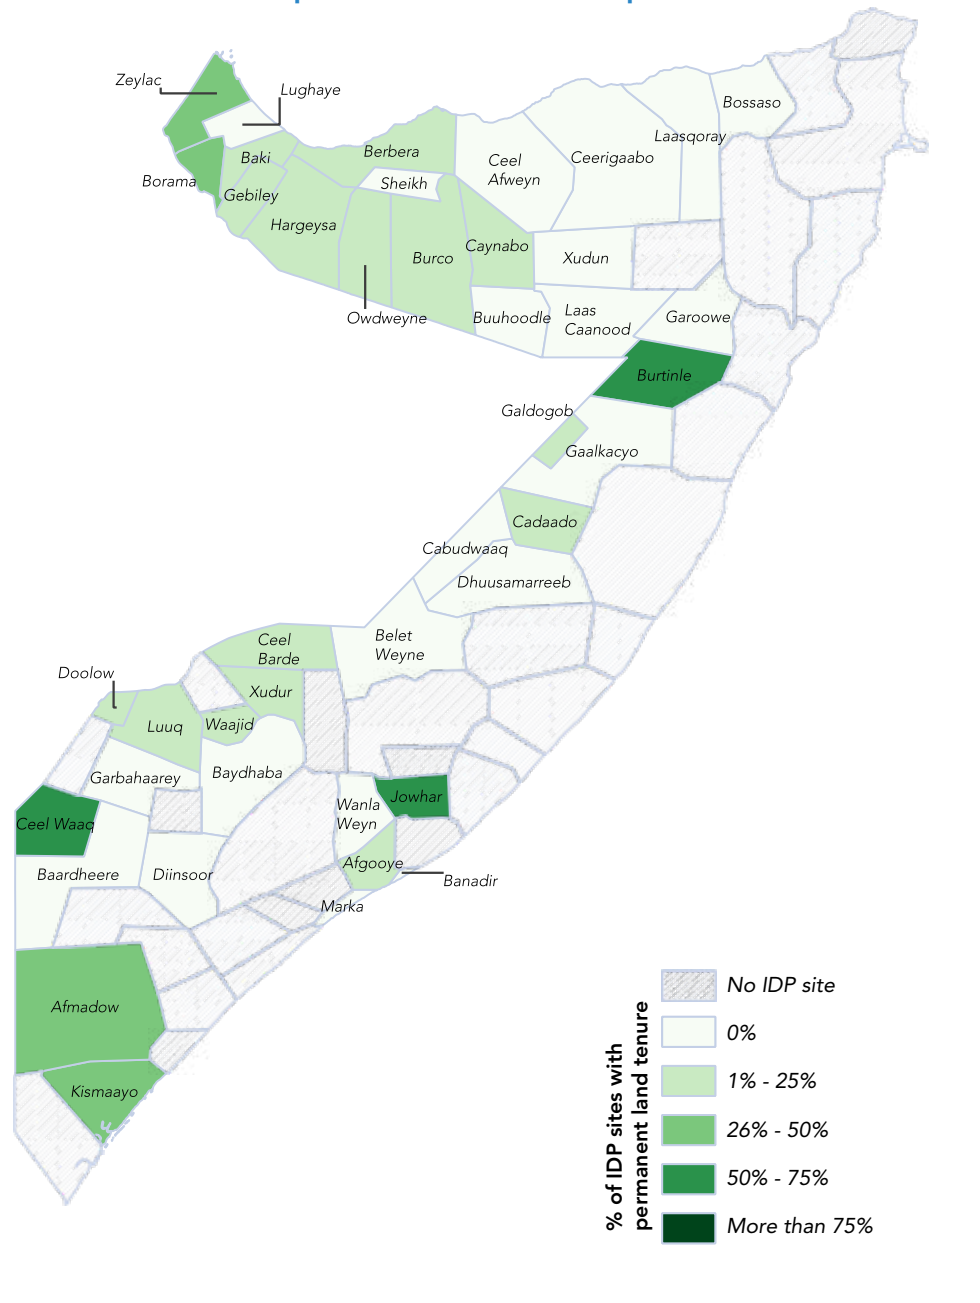 Zeylac
Lughaye
Bossaso
Laasqoray
Berbera
Baki
Ceel
Afweyn
Ceerigaabo
Borama
Sheikh
Gebiley
Hargeysa
Caynabo
Burco
Xudun
Owdweyne
Buuhoodle
Laas
Caanood
Garoowe
Burtinle
Galdogob
Gaalkacyo
Cadaado
Cabudwaaq
Dhuusamarreeb
Ceel
Barde
Belet
Weyne
Doolow
Xudur
Luuq
Waajid
Garbahaarey
Baydhaba
Jowhar
Wanla
Weyn
Ceel Waaq
Afgooye
Baardheere
Diinsoor
Banadir
Marka
Afmadow
Kismaayo
% of IDP sites with
permanent land tenure
No IDP site
0%
1% - 25%
26% - 50%
50% - 75%
More than 75%